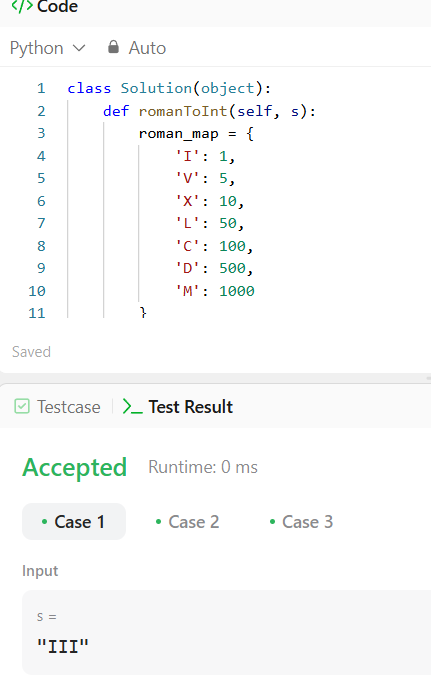 </> Code
Python Auto
1 class Solution(object):
2     def romanToInt(self, s):
3         roman_map = {
4             'I': 1,
5             'V': 5,
6             'X': 10,
7             'L': 50,
8             'C': 100,
9             'D': 500,
10             'M': 1000
11         }
Saved
Testcase >_ Test Result
Accepted Runtime: 0 ms
• Case 1 • Case 2 • Case 3
Input
s =
"III"